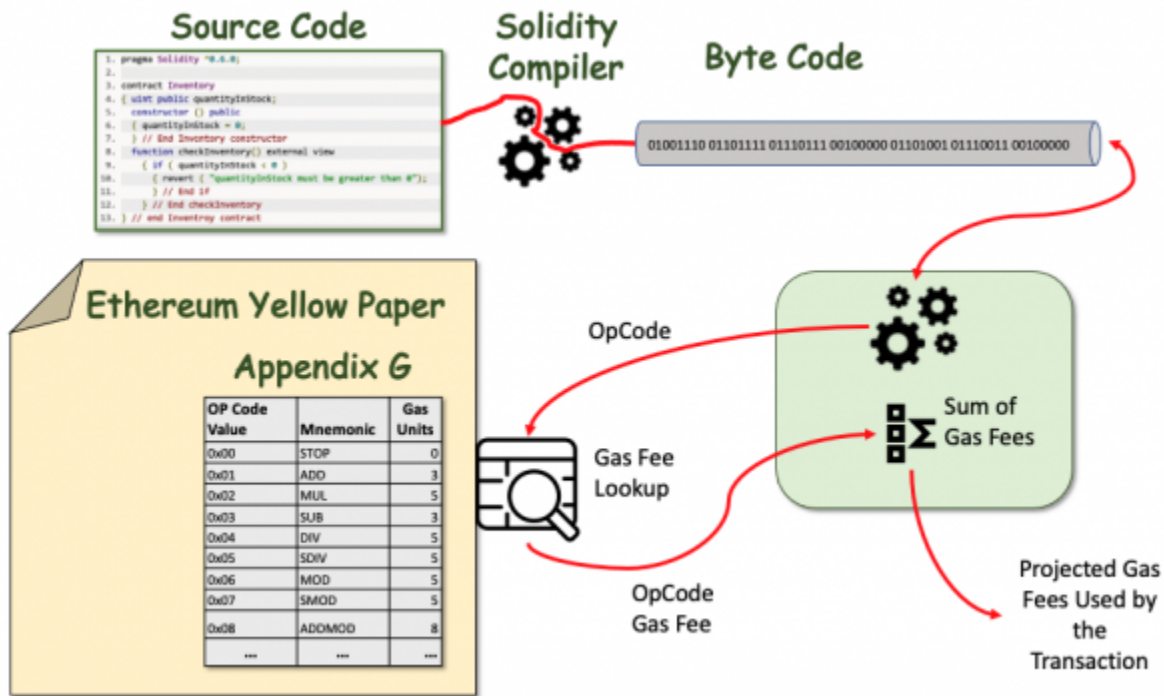 Source Code
Solidity
Compiler
Byte Code
1. pragma Solidity ^0.6.0;
2.
3. contract Inventory
4. { uint public quantityInStock;
5. constructor () public
6. { quantityInStock = 0;
7. } // End Inventory constructor
8. function checkInventory() external view
9. { if ( quantityInStock < 0 )
10. { revert ( "quantityInStock must be greater than 0");
11. } // End if
12. } // End checkInventory
13. } // end Inventroy contract
01001110 01101111 01110111 00100000 01101001 01110011 00100000
Ethereum Yellow Paper
Appendix G
OP Code Value Mnemonic Gas Units
0x00 STOP 0
0x01 ADD 3
0x02 MUL 5
0x03 SUB 3
0x04 DIV 5
0x05 SDIV 5
0x06 MOD 5
0x07 SMOD 5
0x08 ADDMOD 8
... ... ...
OpCode
Gas Fee
Lookup
OpCode
Gas Fee
Sum of
Gas Fees
Projected Gas
Fees Used by
the
Transaction